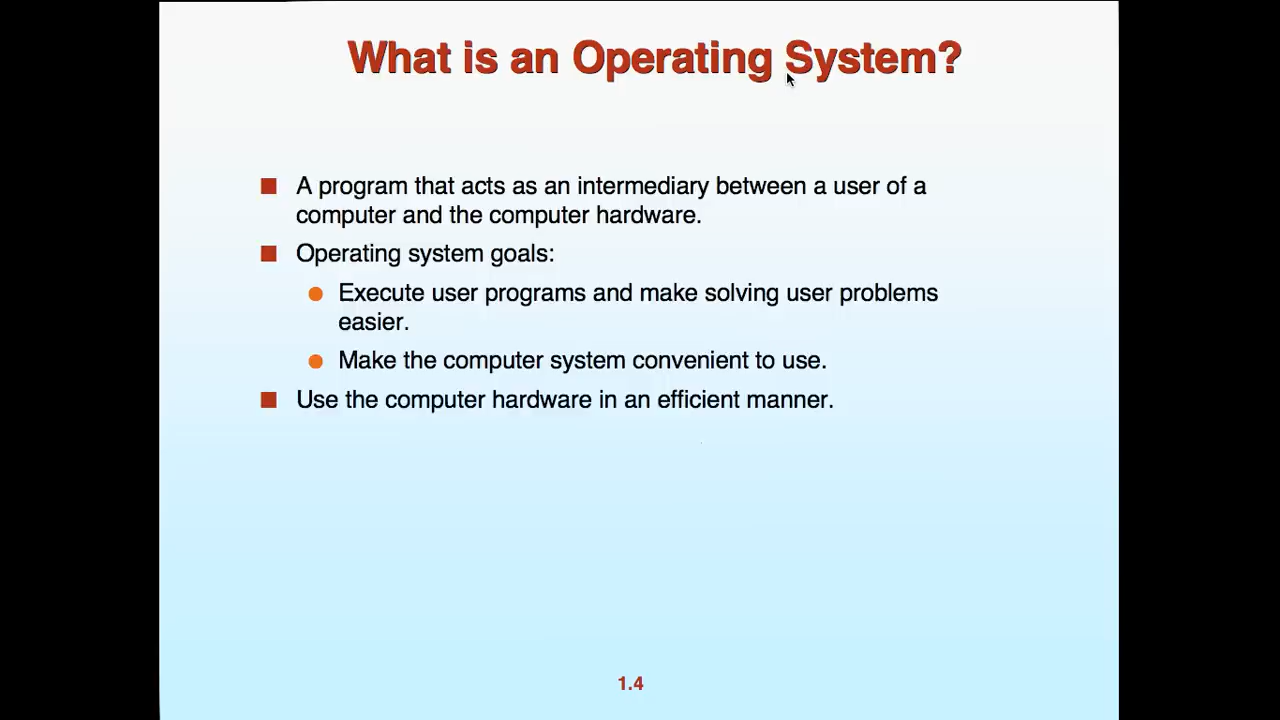 What is an Operating System?
A program that acts as an intermediary between a user of a
computer and the computer hardware.
Operating system goals:
Execute user programs and make solving user problems
easier.
Make the computer system convenient to use.
Use the computer hardware in an efficient manner.
1.4